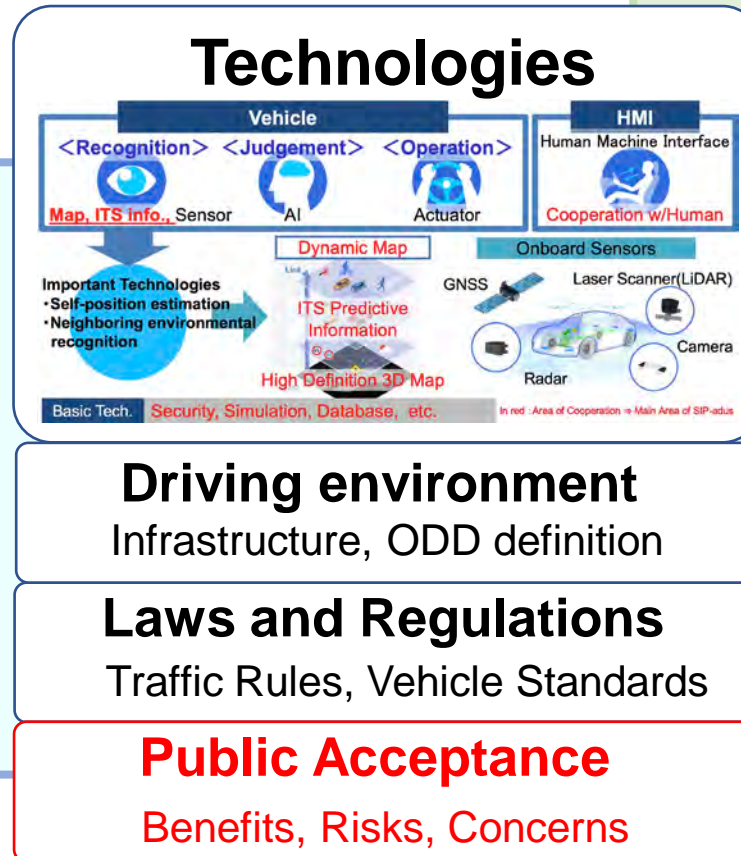 Technologies
Vehicle
HMI
<Recognition> <Judgement> <Operation>
Human Machine Interface
Map, ITS info., Sensor
AI
Actuator
Cooperation w/Human
Important Technologies
・Self-position estimation
・Neighboring environmental
recognition
Dynamic Map
ITS Predictive
Information
High Definition 3D Map
Onboard Sensors
GNSS
Laser Scanner(LiDAR)
Camera
Radar
Basic Tech.
Security, Simulation, Database, etc.
In red : Area of Cooperation ⇒ Main Area of SIP-adus
Driving environment
Infrastructure, ODD definition
Laws and Regulations
Traffic Rules, Vehicle Standards
Public Acceptance
Benefits, Risks, Concerns